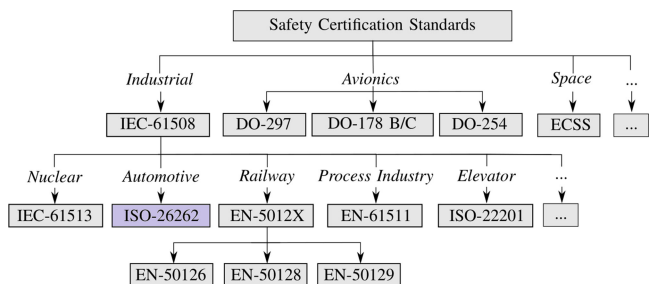 Safety Certification Standards
Industrial Avionics Space ...
IEC-61508 DO-297 DO-178 B/C DO-254 ECSS ...
Nuclear Automotive Railway Process Industry Elevator ...
IEC-61513 ISO-26262 EN-5012X EN-61511 ISO-22201 ...
EN-50126 EN-50128 EN-50129